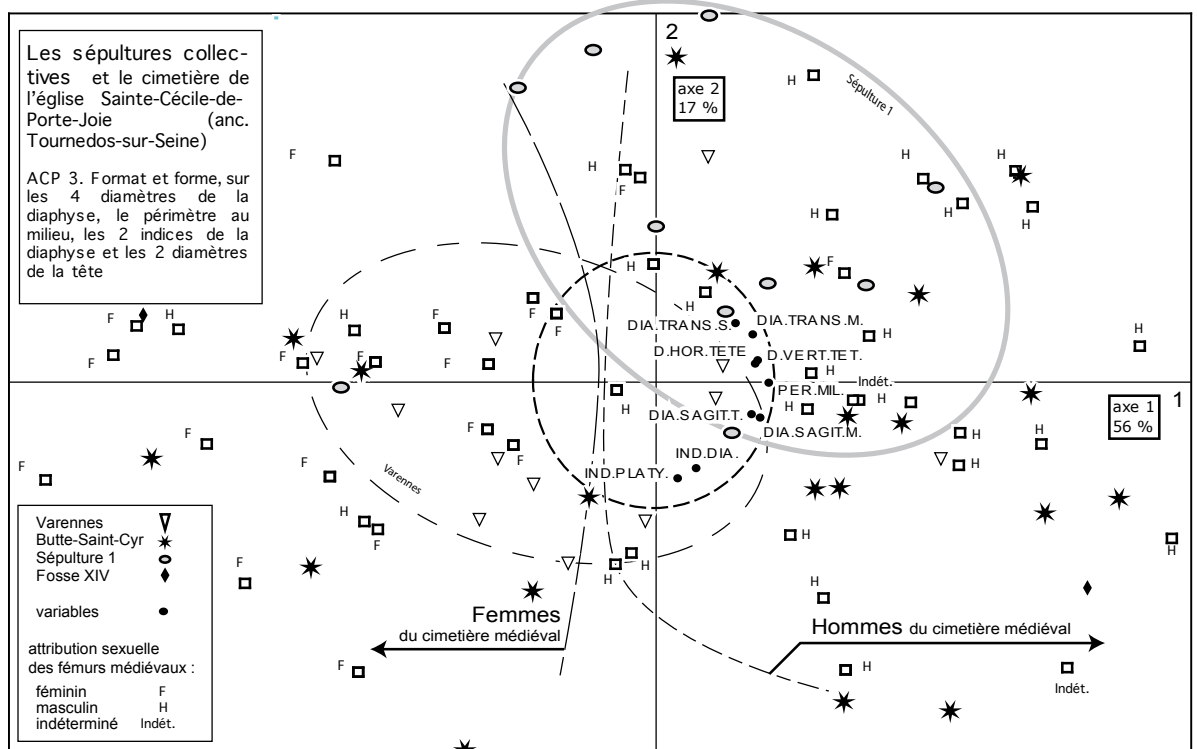 Les sépultures collec-
tives et le cimetière de
l'église Sainte-Cécile-de-
Porte-Joie (anc.
Tournedos-sur-Seine)
ACP 3. Format et forme, sur
les 4 diamètres de la
diaphyse, le périmètre au
milieu, les 2 indices de la
diaphyse et les 2 diamètres
de la tête
2
axe 2
17 %
Sépulture 1
H
F
H
F
H
H
H
H
H
F
H
H
F
H
F
F
F
F
F
F
F
H
H
H
DIA.TRANS.S.
DIA.TRANS.M.
D.HOR.TETE
D.VERT.TET.
PER.MIL.
H
Indét.
H
H
H
1
axe 1
56 %
DIA.SAGIT.T.
DIA.SAGIT.M.
IND.DIA.
IND.PLATY.
Varennes
F
F
F
F
F
H
F
F
H
H
H
H
H
H
H
H
F
H
F
H
Indét.
Femmes
du cimetière médiéval
Hommes du cimetière médiéval
Varennes
Butte-Saint-Cyr
Sépulture 1
Fosse XIV
variables
attribution sexuelle
des fémurs médiévaux :
féminin F
masculin H
indéterminé Indét.